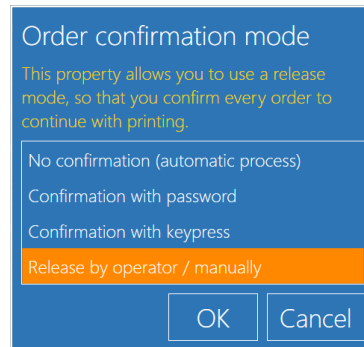 Order confirmation mode
This property allows you to use a release
mode, so that you confirm every order to
continue with printing.
No confirmation (automatic process)
Confirmation with password
Confirmation with keypress
Release by operator / manually
OK
Cancel